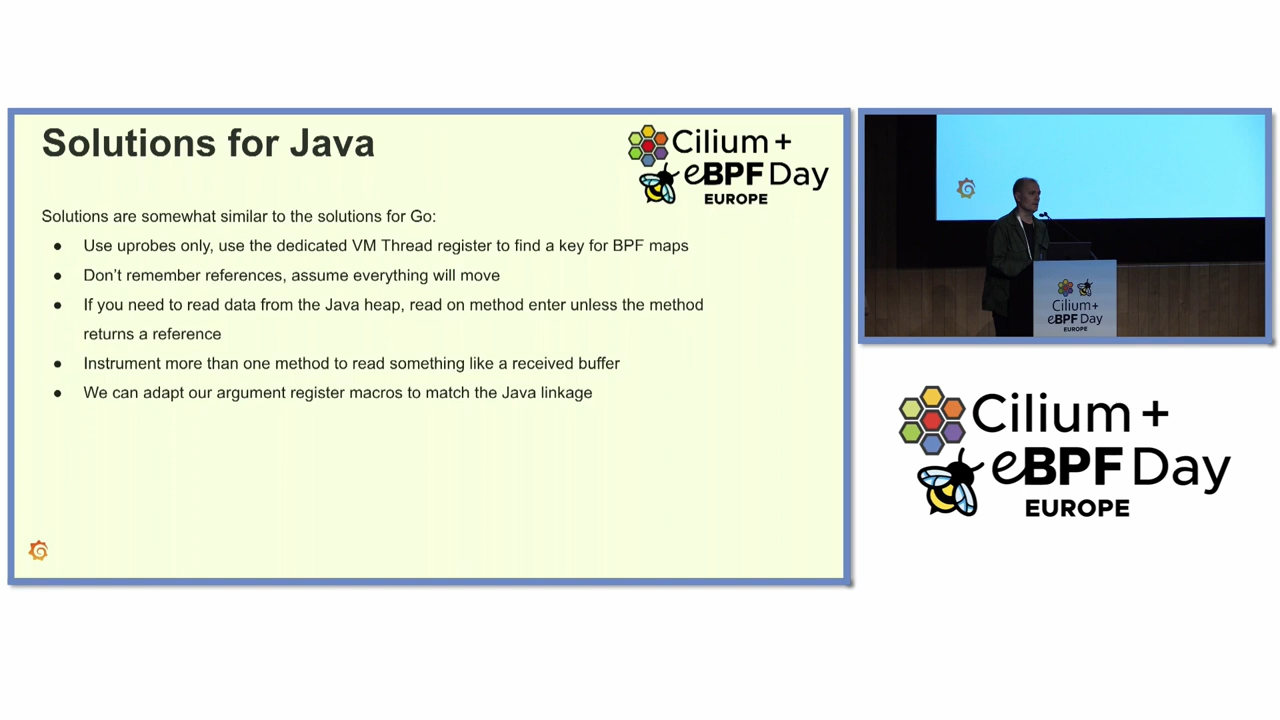 Solutions for Java
Cilium +
eBPF Day
EUROPE
Solutions are somewhat similar to the solutions for Go:
● Use uprobes only, use the dedicated VM Thread register to find a key for BPF maps
● Don't remember references, assume everything will move
● If you need to read data from the Java heap, read on method enter unless the method
returns a reference
● Instrument more than one method to read something like a received buffer
● We can adapt our argument register macros to match the Java linkage
Cilium+
eBPF Day
EUROPE
Cilium +
eBPF Day
EUROPE